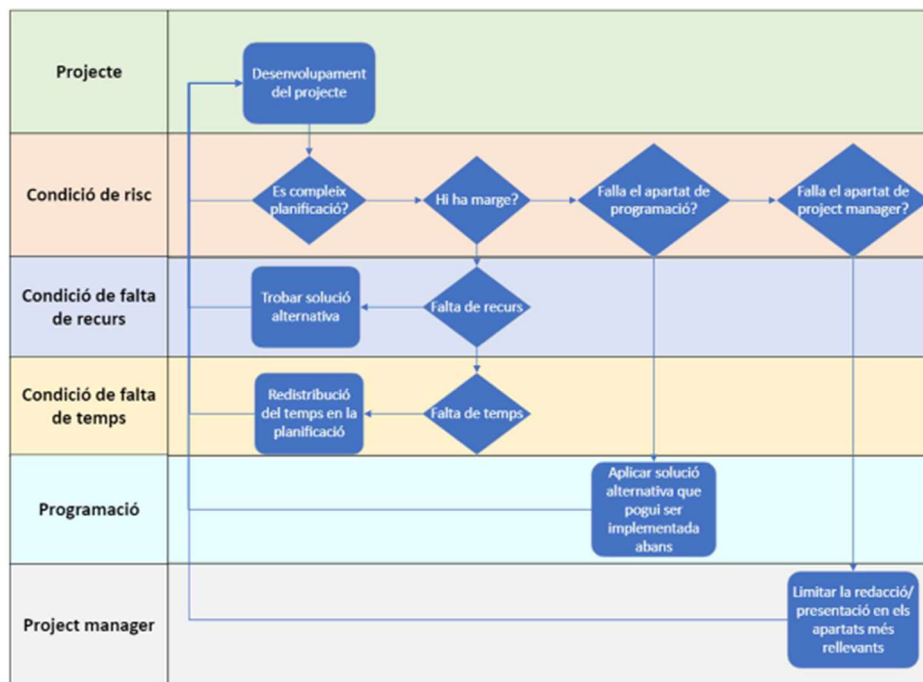 Projecte
Desenvolupament
del projecte
Condició de risc
Es compleix
planificació?
Hi ha marge?
Falla el apartat de
programació?
Falla el apartat de
project manager?
Condició de falta
de recurs
Trobar solució
alternativa
Falta de recurs
Condició de falta
de temps
Redistribució
del temps en la
planificació
Falta de temps
Programació
Aplicar solució
alternativa que
pogui ser
implementada
abans
Project manager
Limitar la redacció/
presentació en els
apartats més
rellevants